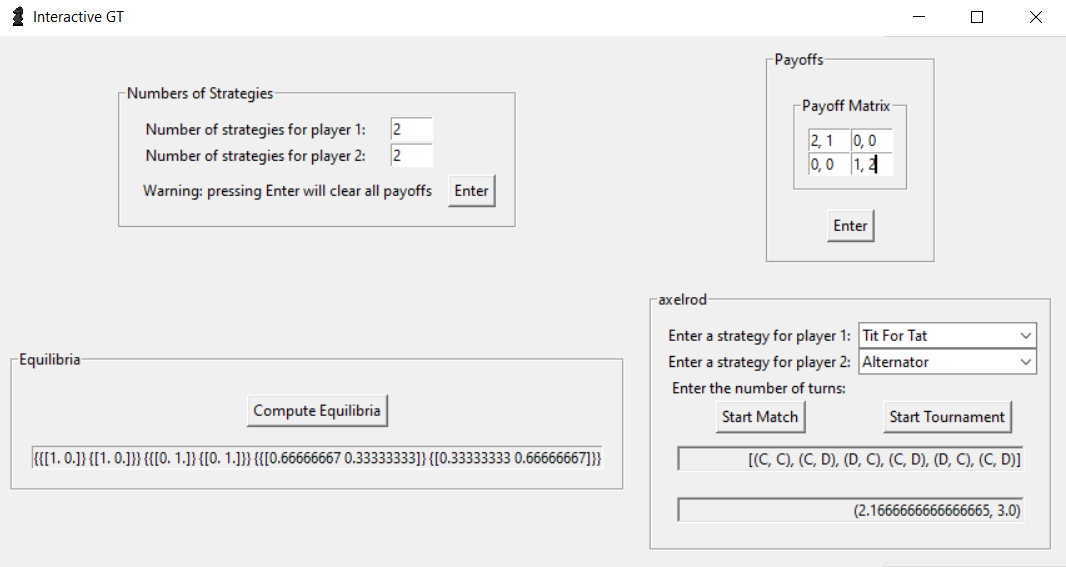 Interactive GT
Numbers of Strategies
Number of strategies for player 1: 2
Number of strategies for player 2: 2
Warning: pressing Enter will clear all payoffs Enter
Payoffs
Payoff Matrix
2, 1 0, 0
0, 0 1, 2
Enter
Equilibria
Compute Equilibria
{{[1. 0.]} {[1. 0.]}} {{[0. 1.]} {[0. 1.]}} {{[0.66666667 0.33333333]} {[0.33333333 0.66666667]}}
axelrod
Enter a strategy for player 1: Tit For Tat
Enter a strategy for player 2: Alternator
Enter the number of turns:
Start Match Start Tournament
[(C, C), (C, D), (D, C), (C, D), (D, C), (C, D)]
(2.1666666666666665, 3.0)